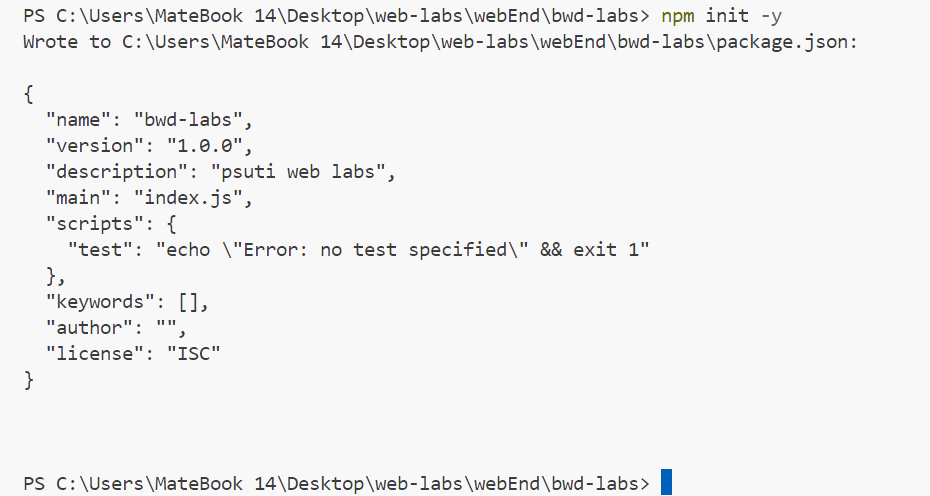 PS C:\Users\MateBook 14\Desktop\web-labs\webEnd\bwd-labs> npm init -y
Wrote to C:\Users\MateBook 14\Desktop\web-labs\webEnd\bwd-labs\package.json:
{
  "name": "bwd-labs",
  "version": "1.0.0",
  "description": "psuti web labs",
  "main": "index.js",
  "scripts": {
    "test": "echo \"Error: no test specified\" && exit 1"
  },
  "keywords": [],
  "author": "",
  "license": "ISC"
}
PS C:\Users\MateBook 14\Desktop\web-labs\webEnd\bwd-labs>